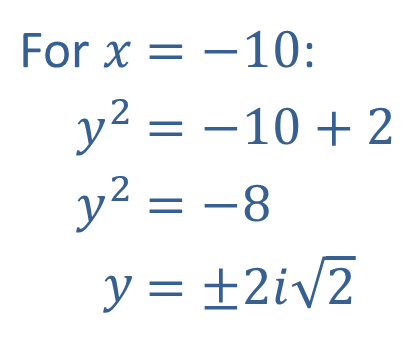 For x = −10:
y² = −10 + 2
y² = −8
y = ±2i√2